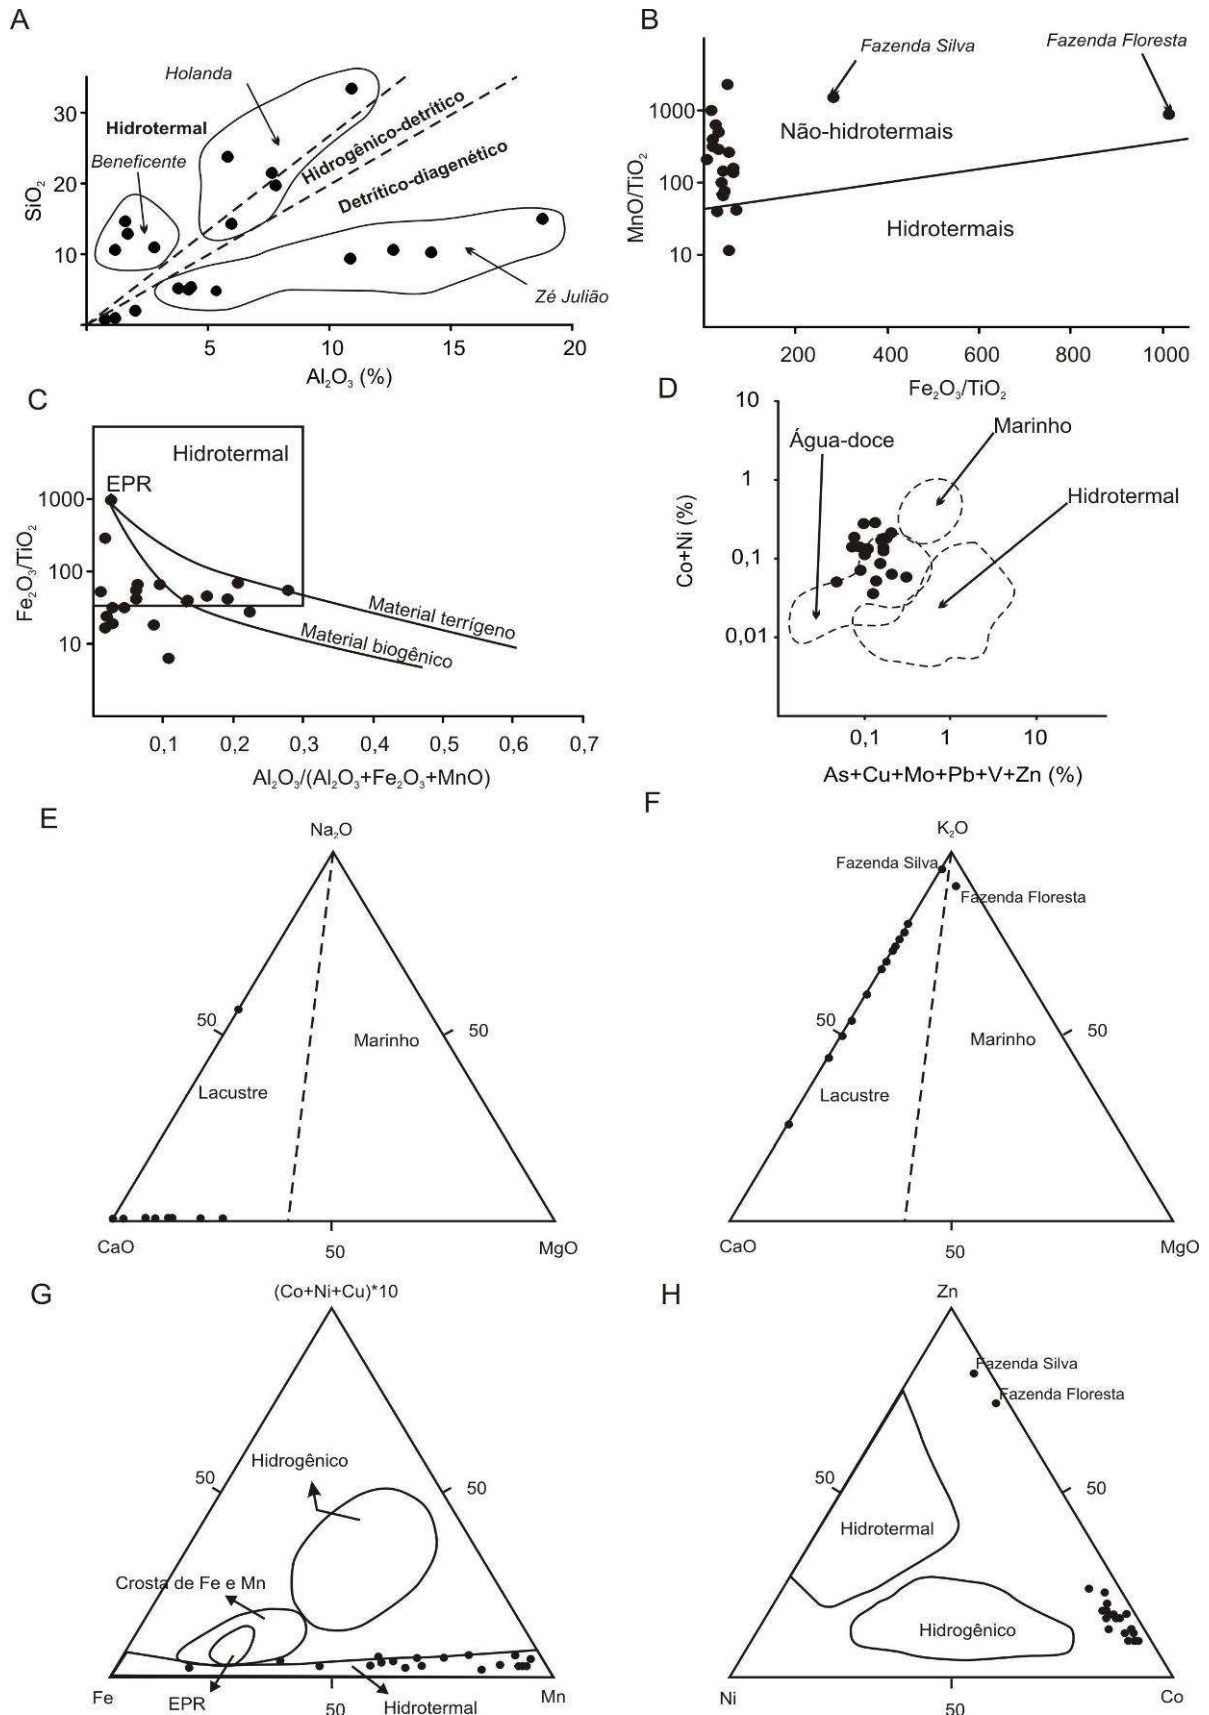 A
SiO₂
30
20
10
Hidrotermal
Beneficente
Holanda
Hidrogênico-detrítico
Detrítico-diagenético
Zé Julião
5
10
15
20
Al₂O₃ (%)
B
MnO/TiO₂
1000
100
10
Fazenda Silva
Fazenda Floresta
Não-hidrotermais
Hidrotermais
200
400
600
800
1000
Fe₂O₃/TiO₂
C
Fe₂O₃/TiO₂
1000
100
10
Hidrotermal
EPR
Material terrígeno
Material biogênico
0,1
0,2
0,3
0,4
0,5
0,6
0,7
Al₂O₃/(Al₂O₃+Fe₂O₃+MnO)
D
Co+Ni (%)
10
1
0,1
0,01
Água-doce
Marinho
Hidrotermal
0,1
1
10
As+Cu+Mo+Pb+V+Zn (%)
E
Na₂O
50
50
Marinho
Lacustre
CaO
50
MgO
F
K₂O
Fazenda Silva
Fazenda Floresta
50
50
Marinho
Lacustre
CaO
50
MgO
G
(Co+Ni+Cu)*10
Hidrogênico
50
50
Crosta de Fe e Mn
Fe
EPR
50
Hidrotermal
Mn
H
Zn
Fazenda Silva
Fazenda Floresta
50
50
Hidrotermal
Hidrogênico
Ni
50
Co